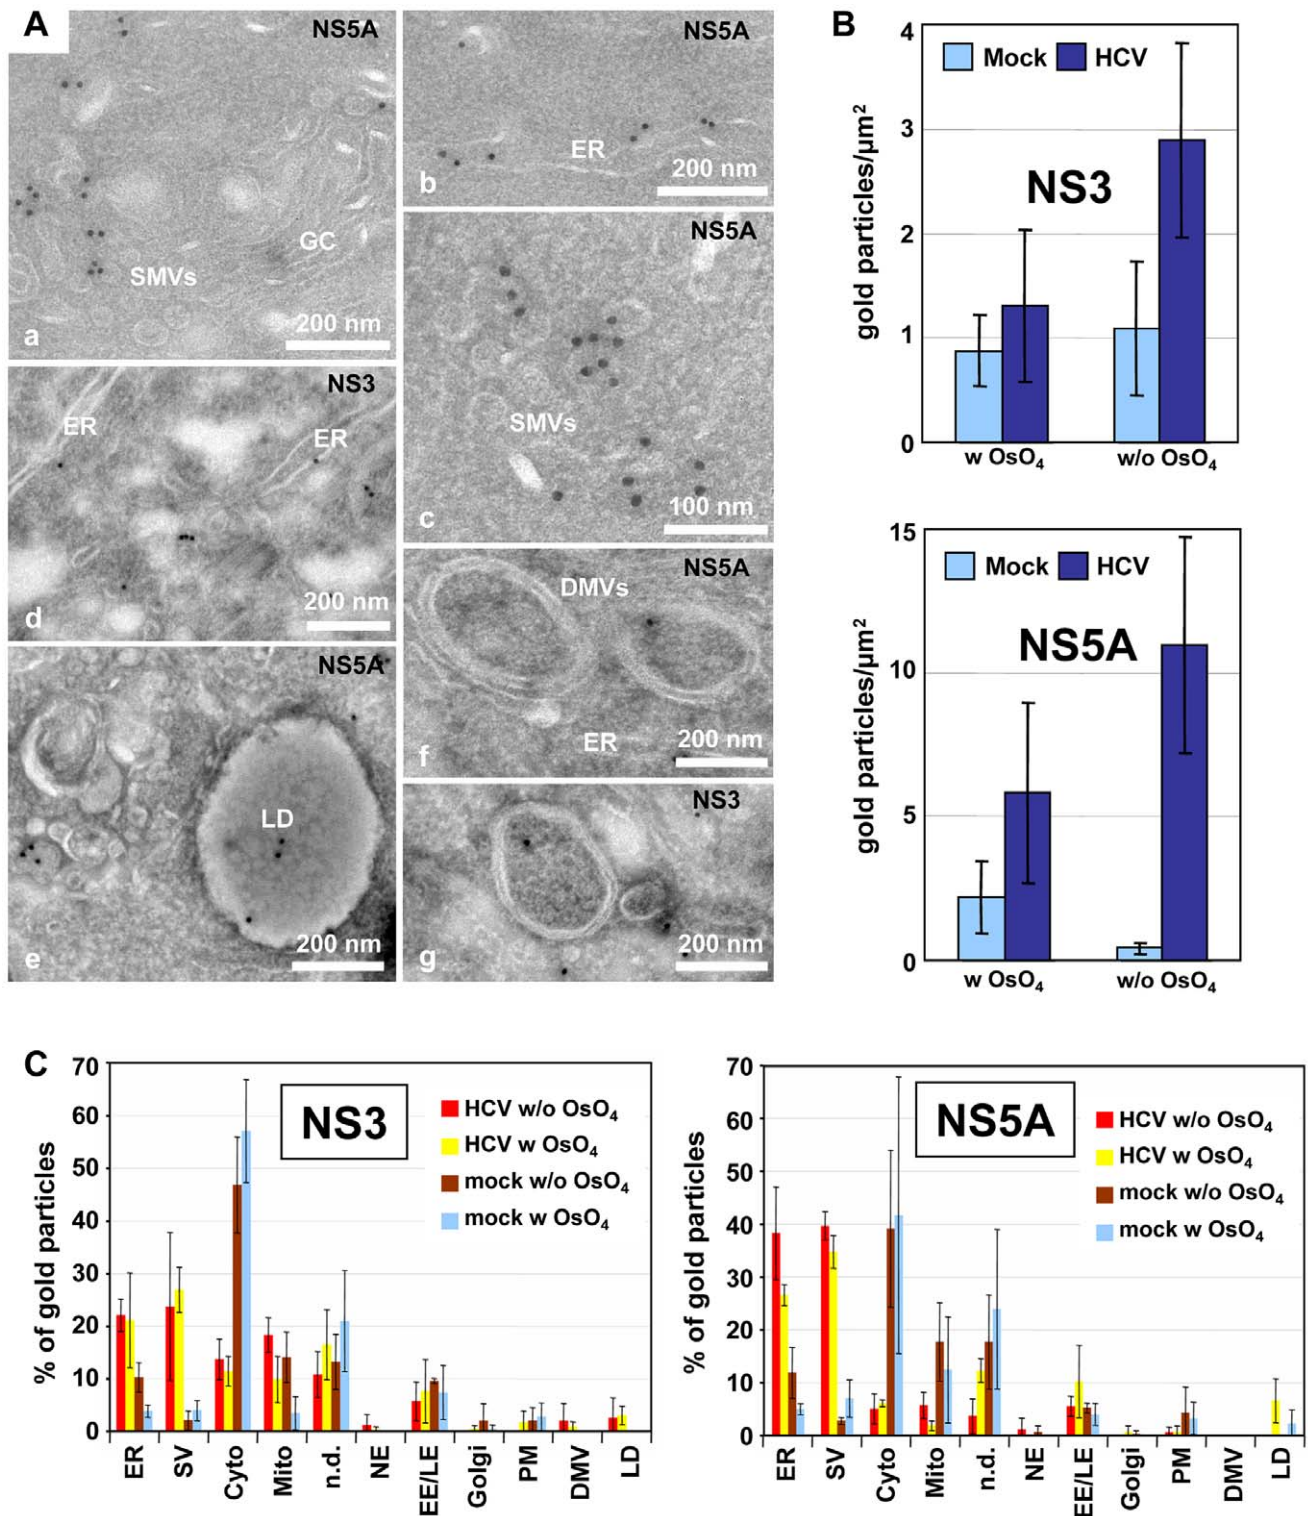 A
NS5A
GC
SMVs
200 nm
a
NS5A
ER
200 nm
b
NS5A
SMVs
100 nm
c
NS3
ER
ER
200 nm
d
NS5A
LD
200 nm
e
NS5A
DMVs
ER
200 nm
f
NS3
200 nm
g
B
4
3
2
1
0
gold particles/µm²
Mock HCV
NS3
w OsO₄ w/o OsO₄
15
10
5
0
gold particles/µm²
Mock HCV
NS5A
w OsO₄ w/o OsO₄
C
70
60
50
40
30
20
10
0
% of gold particles
NS3
HCV w/o OsO₄
HCV w OsO₄
mock w/o OsO₄
mock w OsO₄
ER SV Cyto Mito n.d. NE EE/LE Golgi PM DMV LD
70
60
50
40
30
20
10
0
% of gold particles
NS5A
HCV w/o OsO₄
HCV w OsO₄
mock w/o OsO₄
mock w OsO₄
ER SV Cyto Mito n.d. NE EE/LE Golgi PM DMV LD